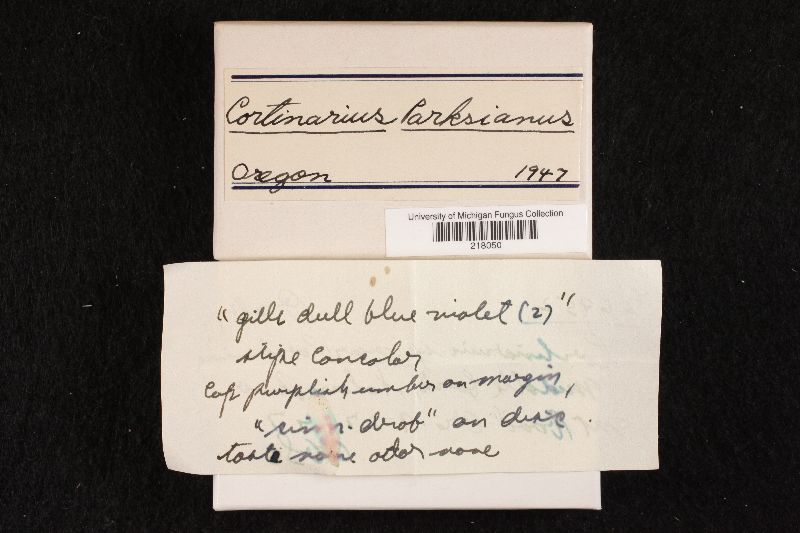 Cortinarius Parksianus
Oregon 1947
University of Michigan Fungus Collection
218050
"gills dull blue violet (2)"
stipe concolor
cap purplish umber on margin,
" drab" on disc.
taste none odor none